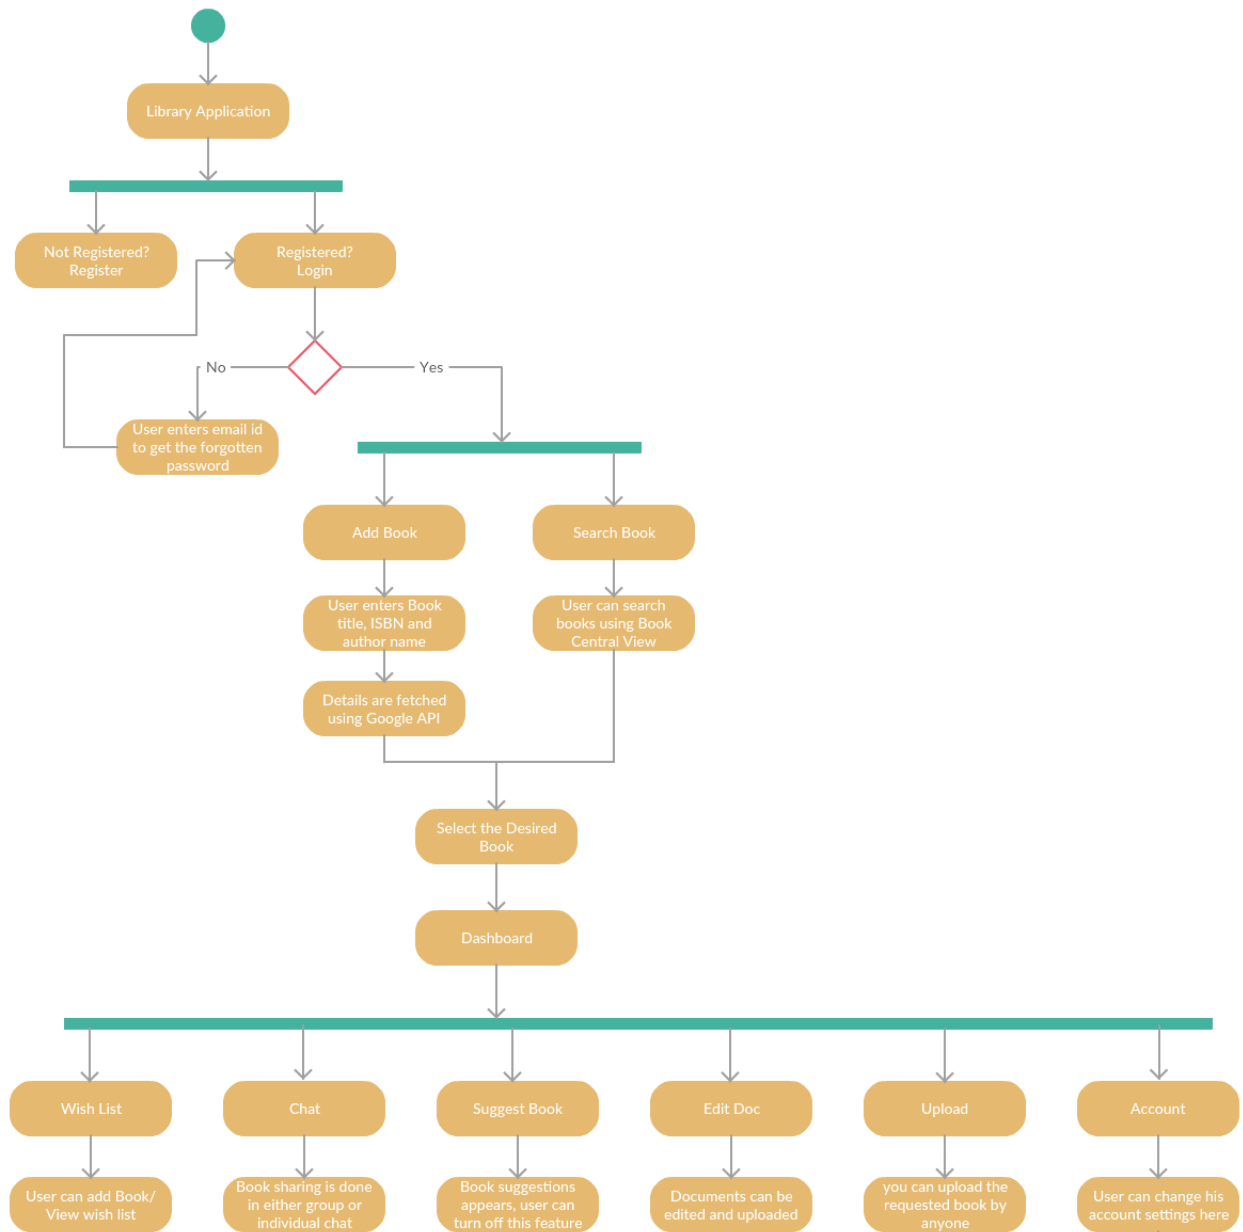 Library Application
Not Registered?
Register
Registered?
Login
No
Yes
User enters email id
to get the forgotten
password
Add Book
Search Book
User enters Book
title, ISBN and
author name
User can search
books using Book
Central View
Details are fetched
using Google API
Select the Desired
Book
Dashboard
Wish List
Chat
Suggest Book
Edit Doc
Upload
Account
User can add Book/
View wish list
Book sharing is done
in either group or
individual chat
Book suggestions
appears, user can
turn off this feature
Documents can be
edited and uploaded
you can upload the
requested book by
anyone
User can change his
account settings here